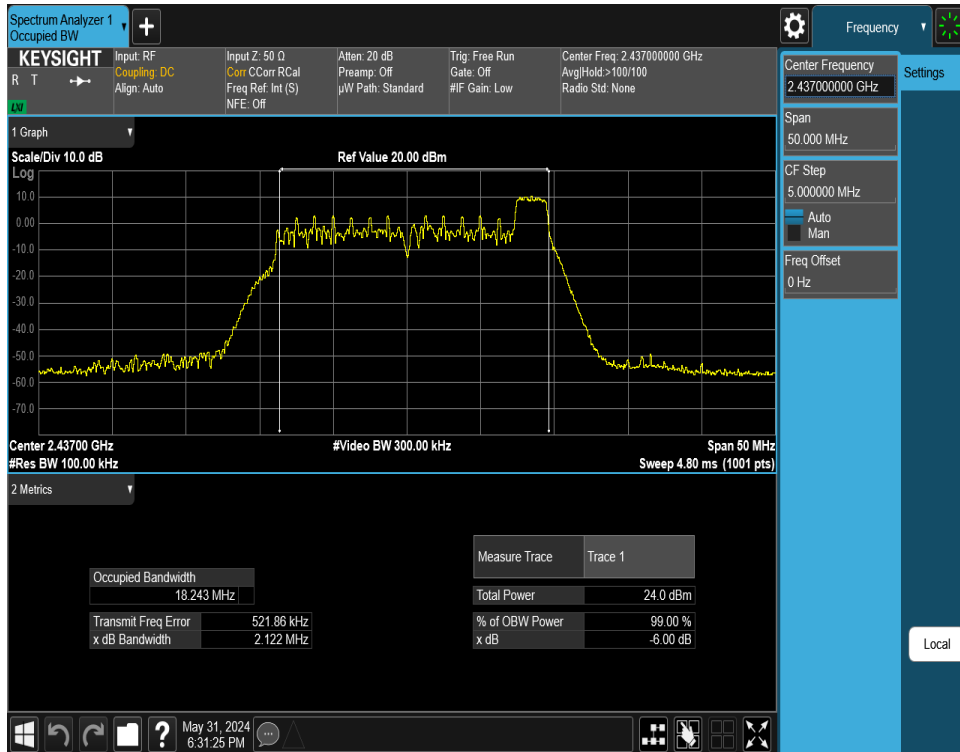 Spectrum Analyzer 1
Occupied BW
+
Frequency
KEYSIGHT
R T
LXI
Input: RF
Coupling: DC
Align: Auto
Input Z: 50 Ω
Corr CCorr RCal
Freq Ref: Int (S)
NFE: Off
Atten: 20 dB
Preamp: Off
µW Path: Standard
Trig: Free Run
Gate: Off
#IF Gain: Low
Center Freq: 2.437000000 GHz
Avg|Hold:>100/100
Radio Std: None
Center Frequency
2.437000000 GHz
Settings
Span
50.000 MHz
CF Step
5.000000 MHz
Auto
Man
Freq Offset
0 Hz
Local
1 Graph
Scale/Div 10.0 dB
Ref Value 20.00 dBm
Log
10.0
0.00
-10.0
-20.0
-30.0
-40.0
-50.0
-60.0
-70.0
Center 2.43700 GHz
#Video BW 300.00 kHz
Span 50 MHz
#Res BW 100.00 kHz
Sweep 4.80 ms (1001 pts)
2 Metrics
Measure Trace Trace 1
Occupied Bandwidth
18.243 MHz
Total Power 24.0 dBm
Transmit Freq Error 521.86 kHz
% of OBW Power 99.00 %
x dB Bandwidth 2.122 MHz
x dB -6.00 dB
?
May 31, 2024
6:31:25 PM